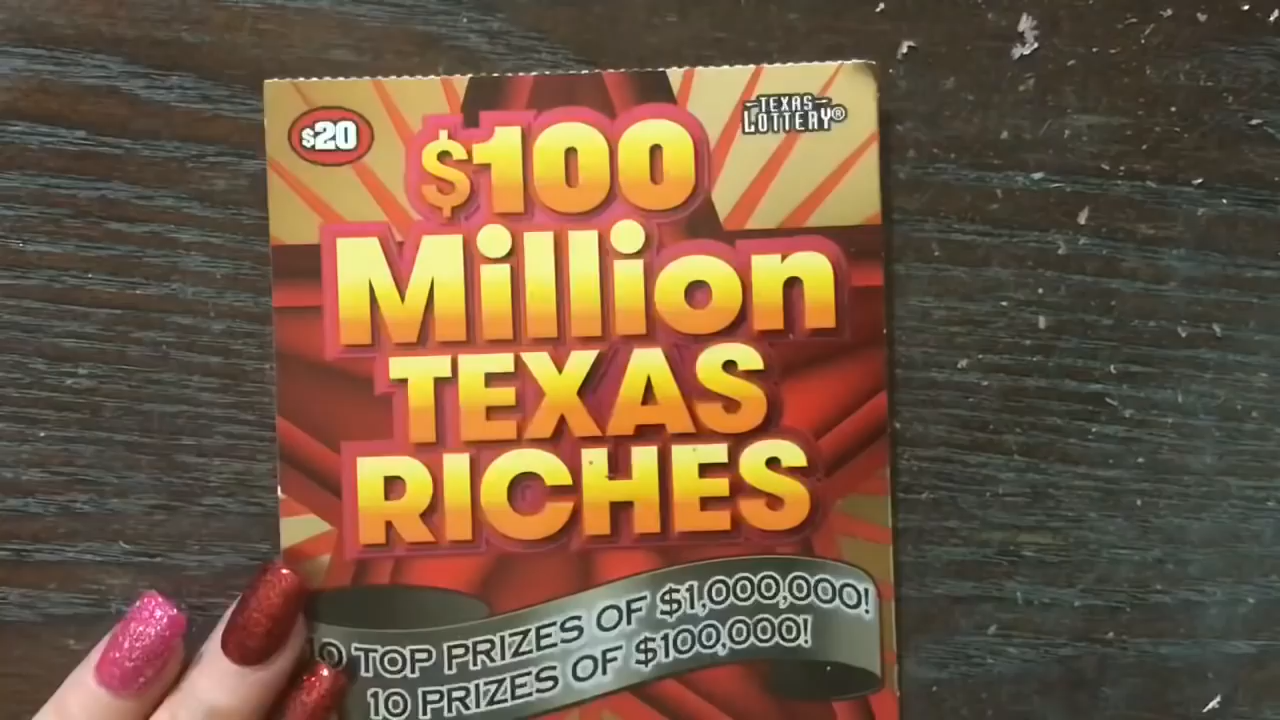 $20
TEXAS
LOTTERY®
$100
Million
TEXAS
RICHES
TOP PRIZES OF $1,000,000!
10 PRIZES OF $100,000!